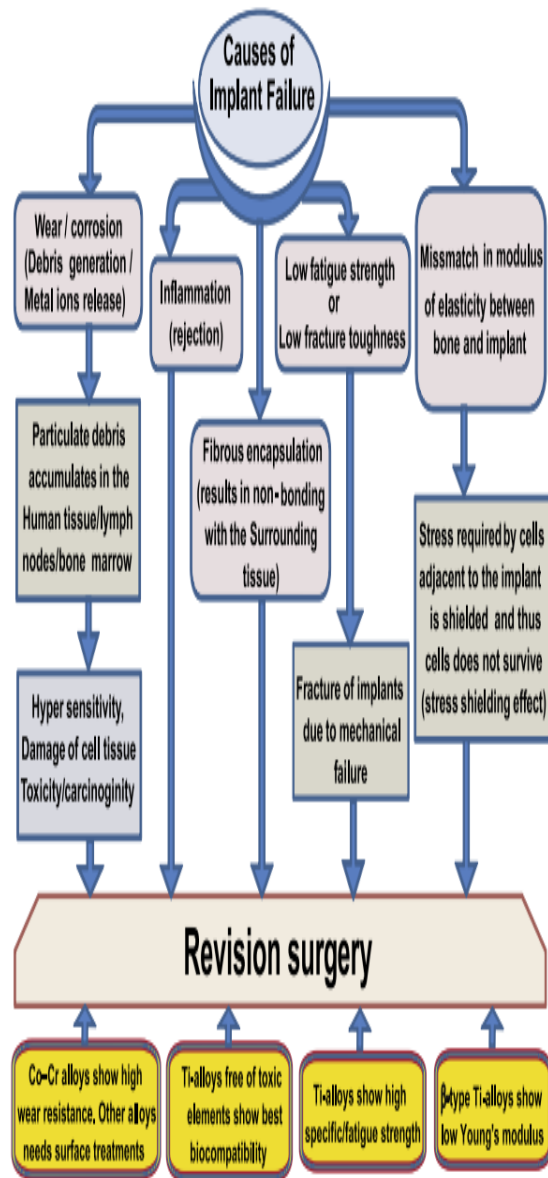 Causes of
Implant Failure
Wear / corrosion
(Debris generation /
Metal ions release)
Inflammation
(rejection)
Fibrous encapsulation
(results in non-bonding
with the Surrounding
tissue)
Low fatigue strength
or
Low fracture toughness
Missmatch in modulus
of elasticity between
bone and implant
Particulate debris
accumulates in the
Human tissue/lymph
nodes/bone marrow
Stress required by cells
adjacent to the implant
is shielded and thus
cells does not survive
(stress shielding effect)
Hyper sensitivity,
Damage of cell tissue
Toxicity/carcinoginity
Fracture of implants
due to mechanical
failure
Revision surgery
Co-Cr alloys show high
wear resistance. Other alloys
needs surface treatments
Ti-alloys free of toxic
elements show best
biocompatibility
Ti-alloys show high
specific/fatigue strength
β-type Ti-alloys show
low Young's modulus